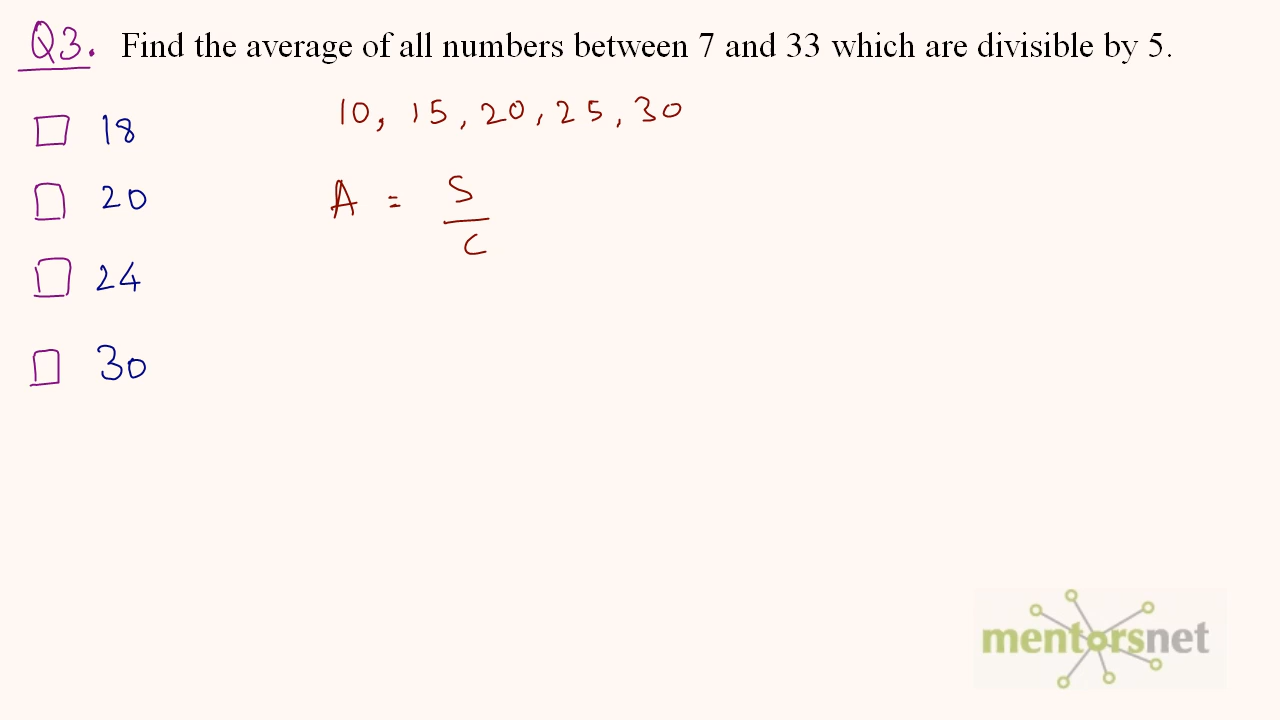 Q3. Find the average of all numbers between 7 and 33 which are divisible by 5.
10, 15, 20, 25, 30
18
A = S
C
20
24
30
mentorsnet